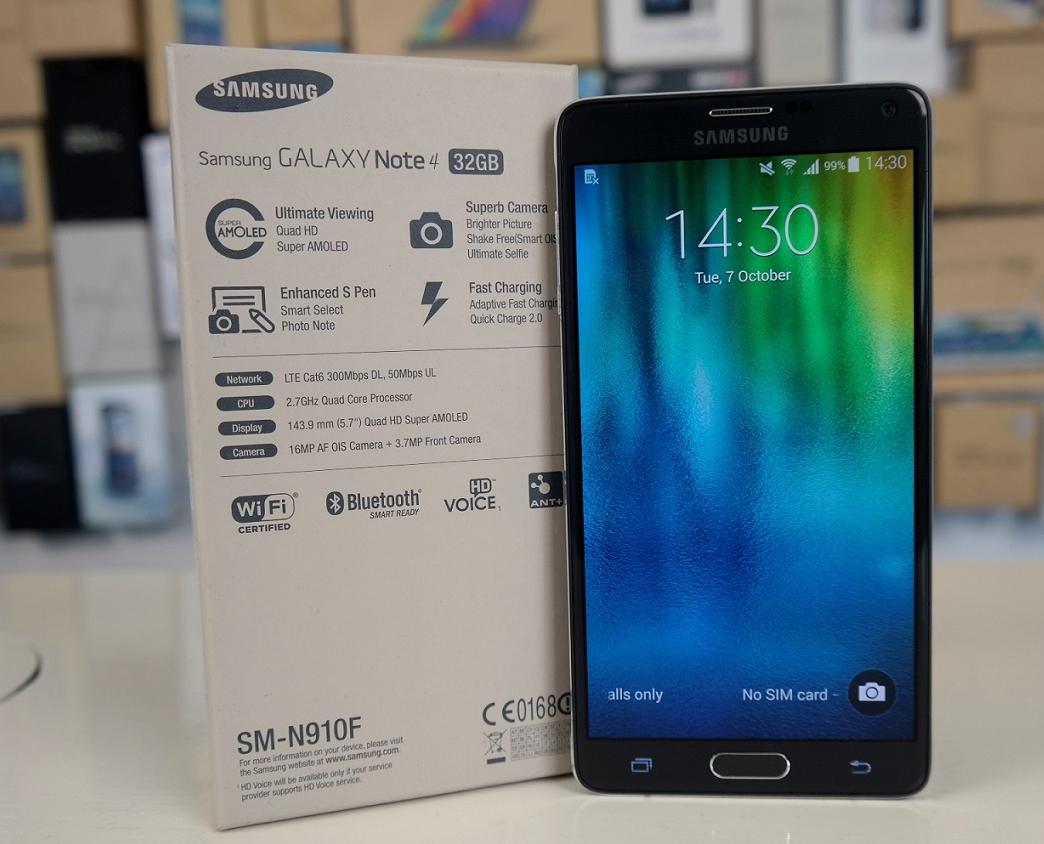 SAMSUNG
Samsung GALAXY Note 4 32GB
SUPER
AMOLED
Ultimate Viewing
Quad HD
Super AMOLED
Superb Camera
Brighter Picture
Shake Free(Smart OIS
Ultimate Selfie
Enhanced S Pen
Smart Select
Photo Note
Fast Charging
Adaptive Fast Chargin
Quick Charge 2.0
Network LTE Cat6 300Mbps DL, 50Mbps UL
CPU 2.7GHz Quad Core Processor
Display 143.9 mm (5.7") Quad HD Super AMOLED
Camera 16MP AF OIS Camera + 3.7MP Front Camera
Wi Fi®
CERTIFIED
Bluetooth®
SMART READY
HD™
VOICE 1
ANT+
SM-N910F
For more information on your device, please visit
the Samsung website at www.samsung.com.
¹ HD Voice will be available only if your service
provider supports HD Voice service.
CE0168
SAMSUNG
99% 14:30
14:30
Tue, 7 October
alls only
No SIM card -